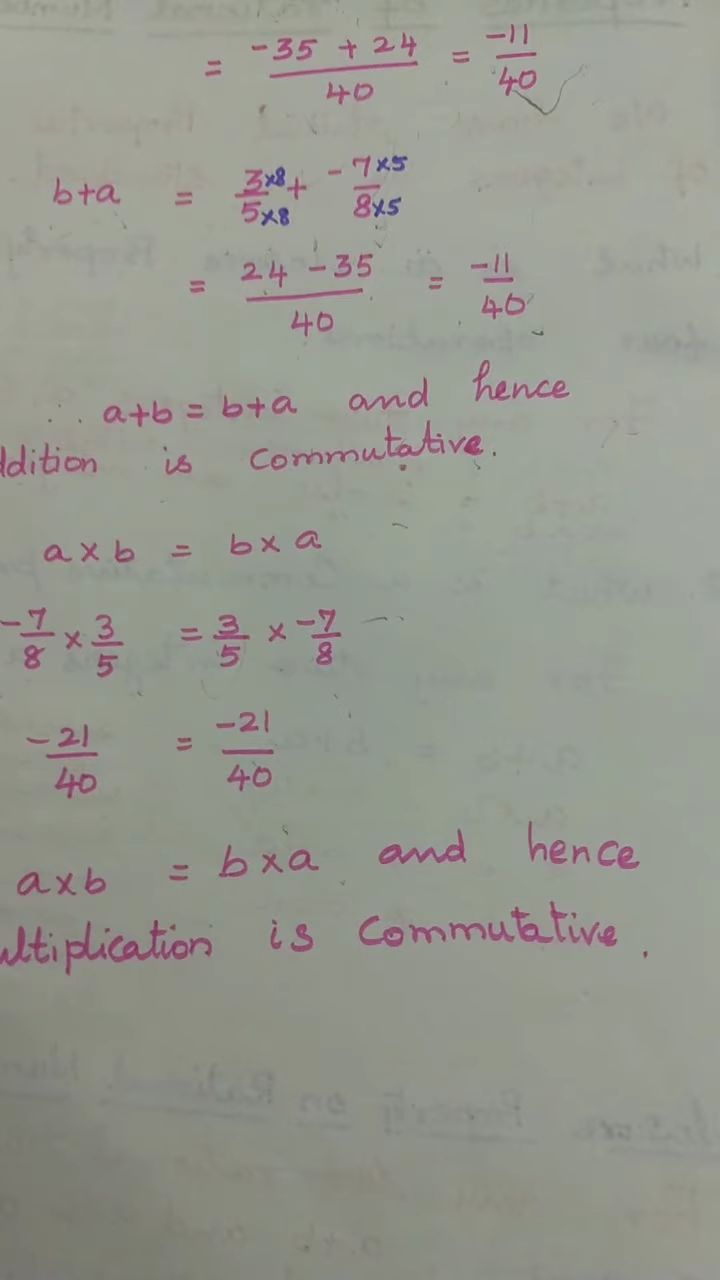 = -35 + 24 / 40 = -11/40
b+a = 3×8/5×8 + -7×5/8×5
= 24 - 35 / 40 = -11/40
∴ a+b = b+a and hence
ddition is commutative.
a × b = b × a
-7/8 × 3/5 = 3/5 × -7/8
-21/40 = -21/40
a×b = b×a and hence
ultiplication is commutative.